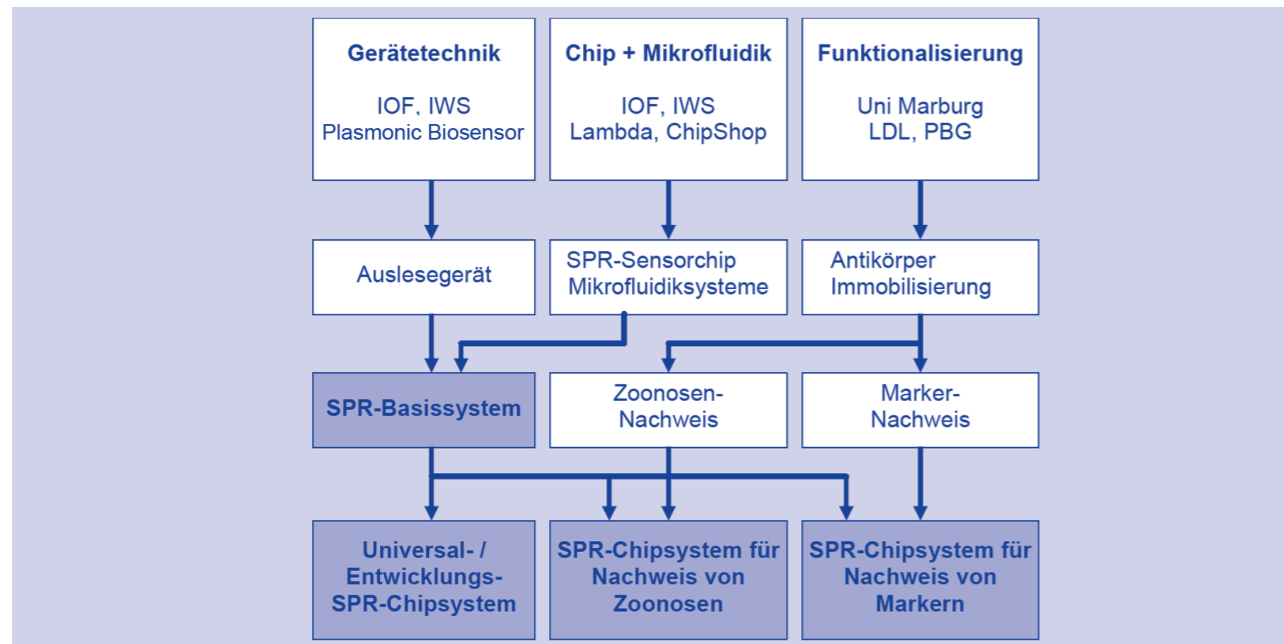 Gerätetechnik
IOF, IWS
Plasmonic Biosensor
Chip + Mikrofluidik
IOF, IWS
Lambda, ChipShop
Funktionalisierung
Uni Marburg
LDL, PBG
Auslesegerät
SPR-Sensorchip
Mikrofluidiksysteme
Antikörper
Immobilisierung
SPR-Basissystem
Zoonosen-
Nachweis
Marker-
Nachweis
Universal- /
Entwicklungs-
SPR-Chipsystem
SPR-Chipsystem für
Nachweis von
Zoonosen
SPR-Chipsystem für
Nachweis von
Markern